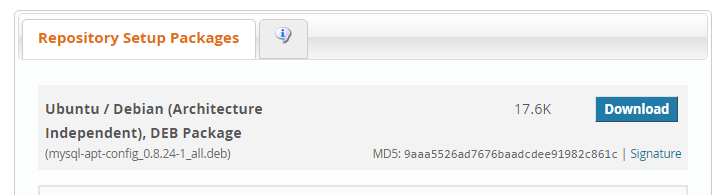 Repository Setup Packages
Ubuntu / Debian (Architecture 17.6K Download
Independent), DEB Package
(mysql-apt-config_0.8.24-1_all.deb) MD5: 9aaa5526ad7676baadcdee91982c861c | Signature